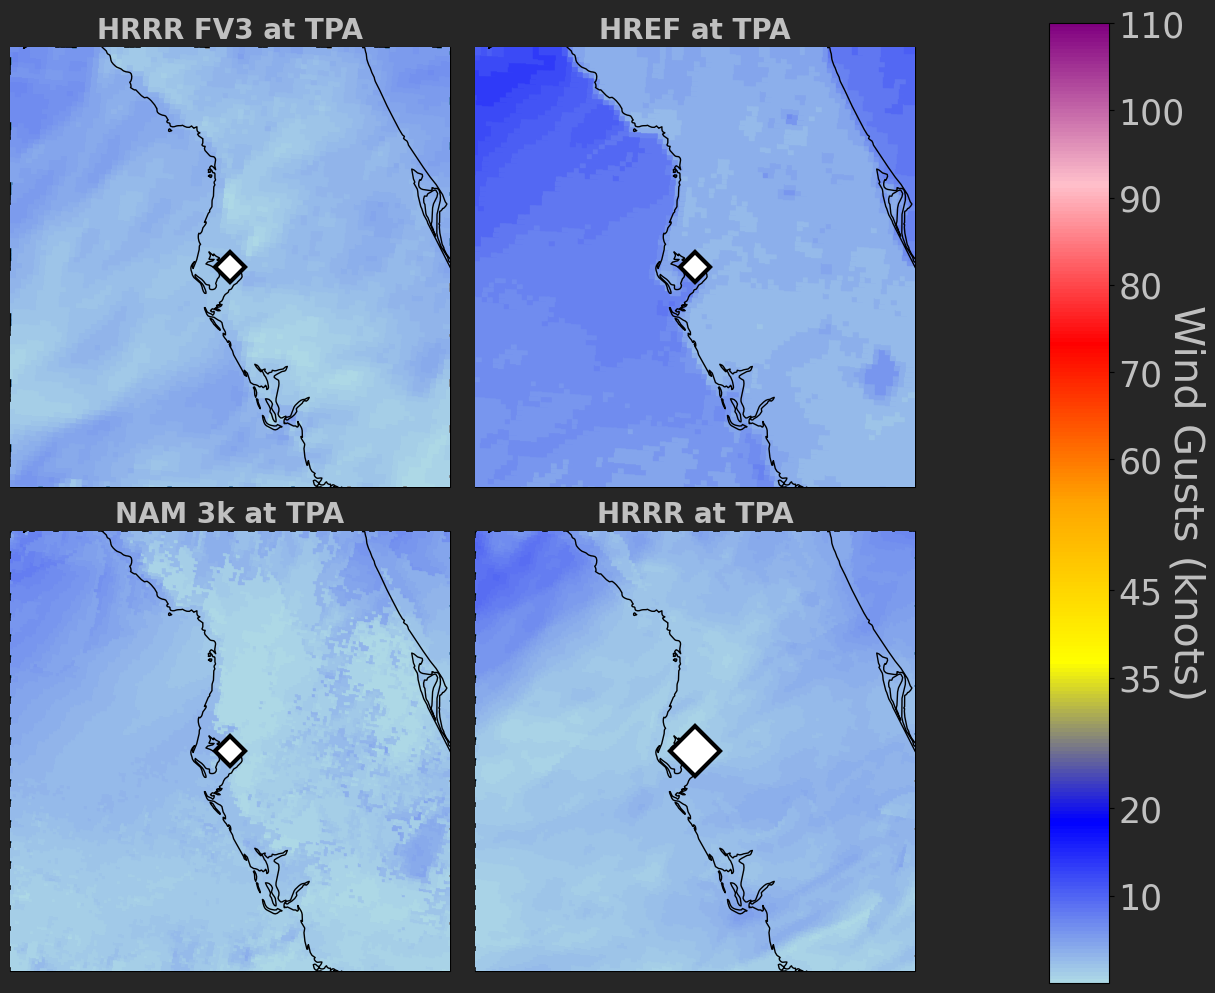 HRRR FV3 at TPA
HREF at TPA
NAM 3k at TPA
HRRR at TPA
110
100
90
80
70
60
45
35
20
10
Wind Gusts (knots)